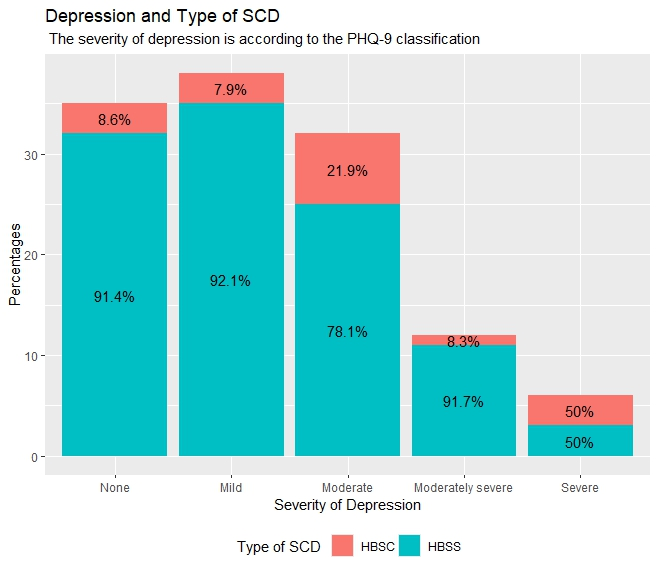 Depression and Type of SCD
The severity of depression is according to the PHQ-9 classification
Percentages
30
20
10
0
8.6%
7.9%
21.9%
8.3%
50%
91.4%
92.1%
78.1%
91.7%
50%
None Mild Moderate Moderately severe Severe
Severity of Depression
Type of SCD HBSC HBSS